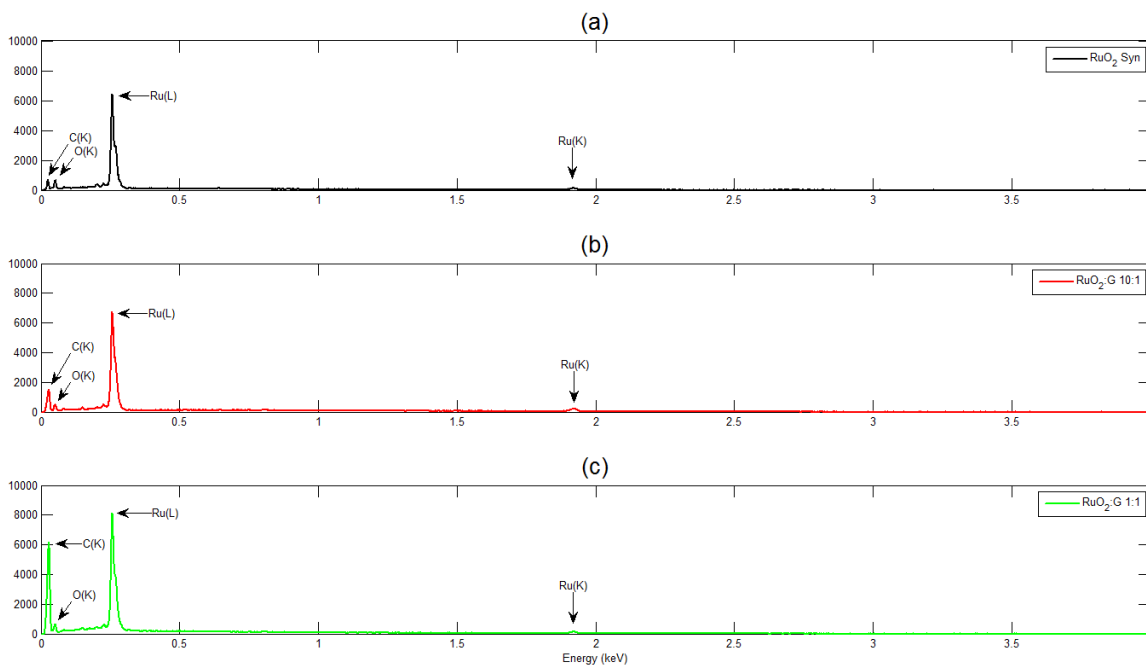 (a)
10000
8000
6000
4000
2000
0
RuO₂ Syn
Ru(L)
C(K)
O(K)
Ru(K)
0 0.5 1 1.5 2 2.5 3 3.5
(b)
10000
8000
6000
4000
2000
0
RuO₂:G 10:1
Ru(L)
C(K)
O(K)
Ru(K)
0 0.5 1 1.5 2 2.5 3 3.5
(c)
10000
8000
6000
4000
2000
0
RuO₂:G 1:1
Ru(L)
C(K)
O(K)
Ru(K)
0 0.5 1 1.5 2 2.5 3 3.5
Energy (keV)